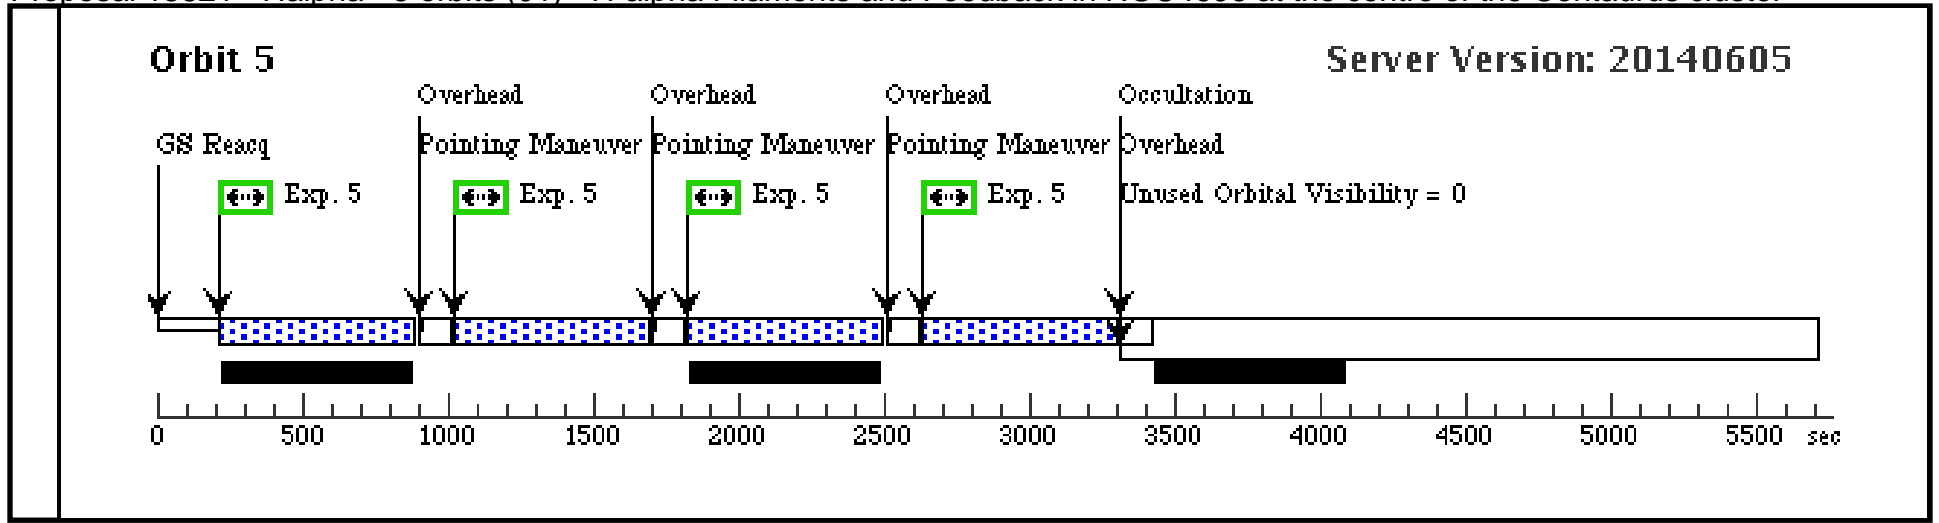 Orbit 5
Server Version: 20140605
Overhead Overhead Overhead Occultation
GS Reacq Pointing Maneuver Pointing Maneuver Pointing Maneuver Overhead
Exp. 5 Exp. 5 Exp. 5 Exp. 5 Unused Orbital Visibility = 0
0 500 1000 1500 2000 2500 3000 3500 4000 4500 5000 5500 sec